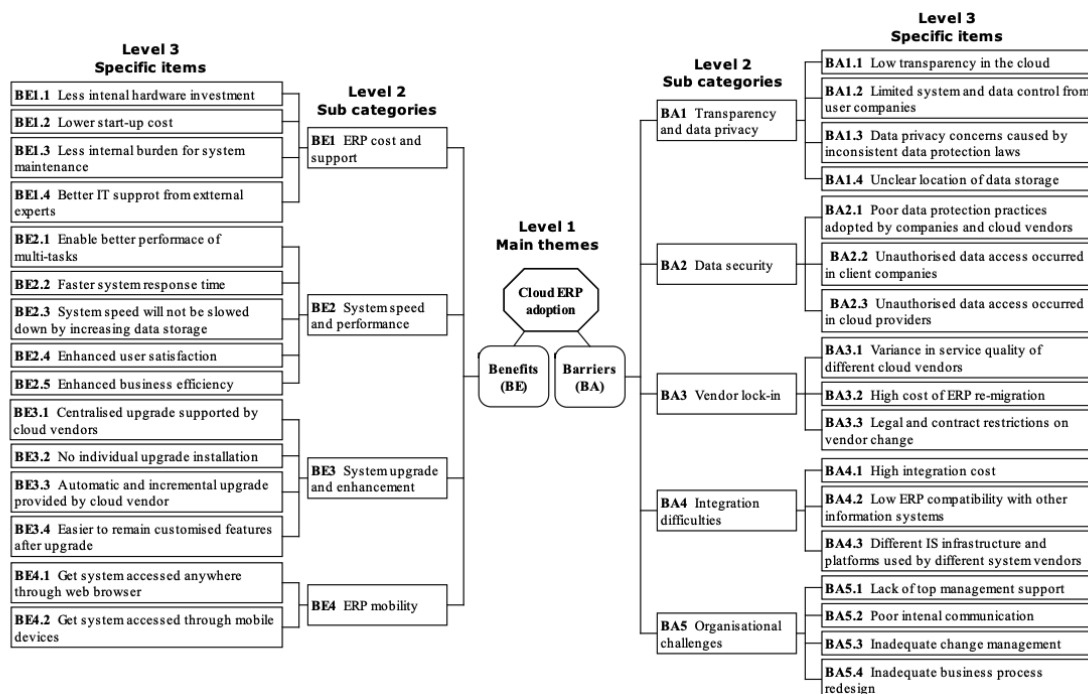 Level 3
Specific items
BE1.1 Less intenal hardware investment
BE1.2 Lower start-up cost
BE1.3 Less internal burden for system
maintenance
BE1.4 Better IT supprot from extternal
experts
BE2.1 Enable better performace of
multi-tasks
BE2.2 Faster system response time
BE2.3 System speed will not be slowed
down by increasing data storage
BE2.4 Enhanced user satisfaction
BE2.5 Enhanced business efficiency
BE3.1 Centralised upgrade supported by
cloud vendors
BE3.2 No individual upgrade installation
BE3.3 Automatic and incremental upgrade
provided by cloud vendor
BE3.4 Easier to remain customised features
after upgrade
BE4.1 Get system accessed anywhere
through web browser
BE4.2 Get system accessed through mobile
devices
Level 2
Sub categories
BE1 ERP cost and
support
BE2 System speed
and performance
BE3 System upgrade
and enhancement
BE4 ERP mobility
Level 1
Main themes
Cloud ERP
adoption
Benefits
(BE)
Barriers
(BA)
Level 2
Sub categories
BA1 Transparency
and data privacy
BA2 Data security
BA3 Vendor lock-in
BA4 Integration
difficulties
BA5 Organisational
challenges
Level 3
Specific items
BA1.1 Low transparency in the cloud
BA1.2 Limited system and data control from
user companies
BA1.3 Data privacy concerns caused by
inconsistent data protection laws
BA1.4 Unclear location of data storage
BA2.1 Poor data protection practices
adopted by companies and cloud vendors
BA2.2 Unauthorised data access occurred
in client companies
BA2.3 Unauthorised data access occurred
in cloud providers
BA3.1 Variance in service quality of
different cloud vendors
BA3.2 High cost of ERP re-migration
BA3.3 Legal and contract restrictions on
vendor change
BA4.1 High integration cost
BA4.2 Low ERP compatibility with other
information systems
BA4.3 Different IS infrastructure and
platforms used by different system vendors
BA5.1 Lack of top management support
BA5.2 Poor intenal communication
BA5.3 Inadequate change management
BA5.4 Inadequate business process
redesign